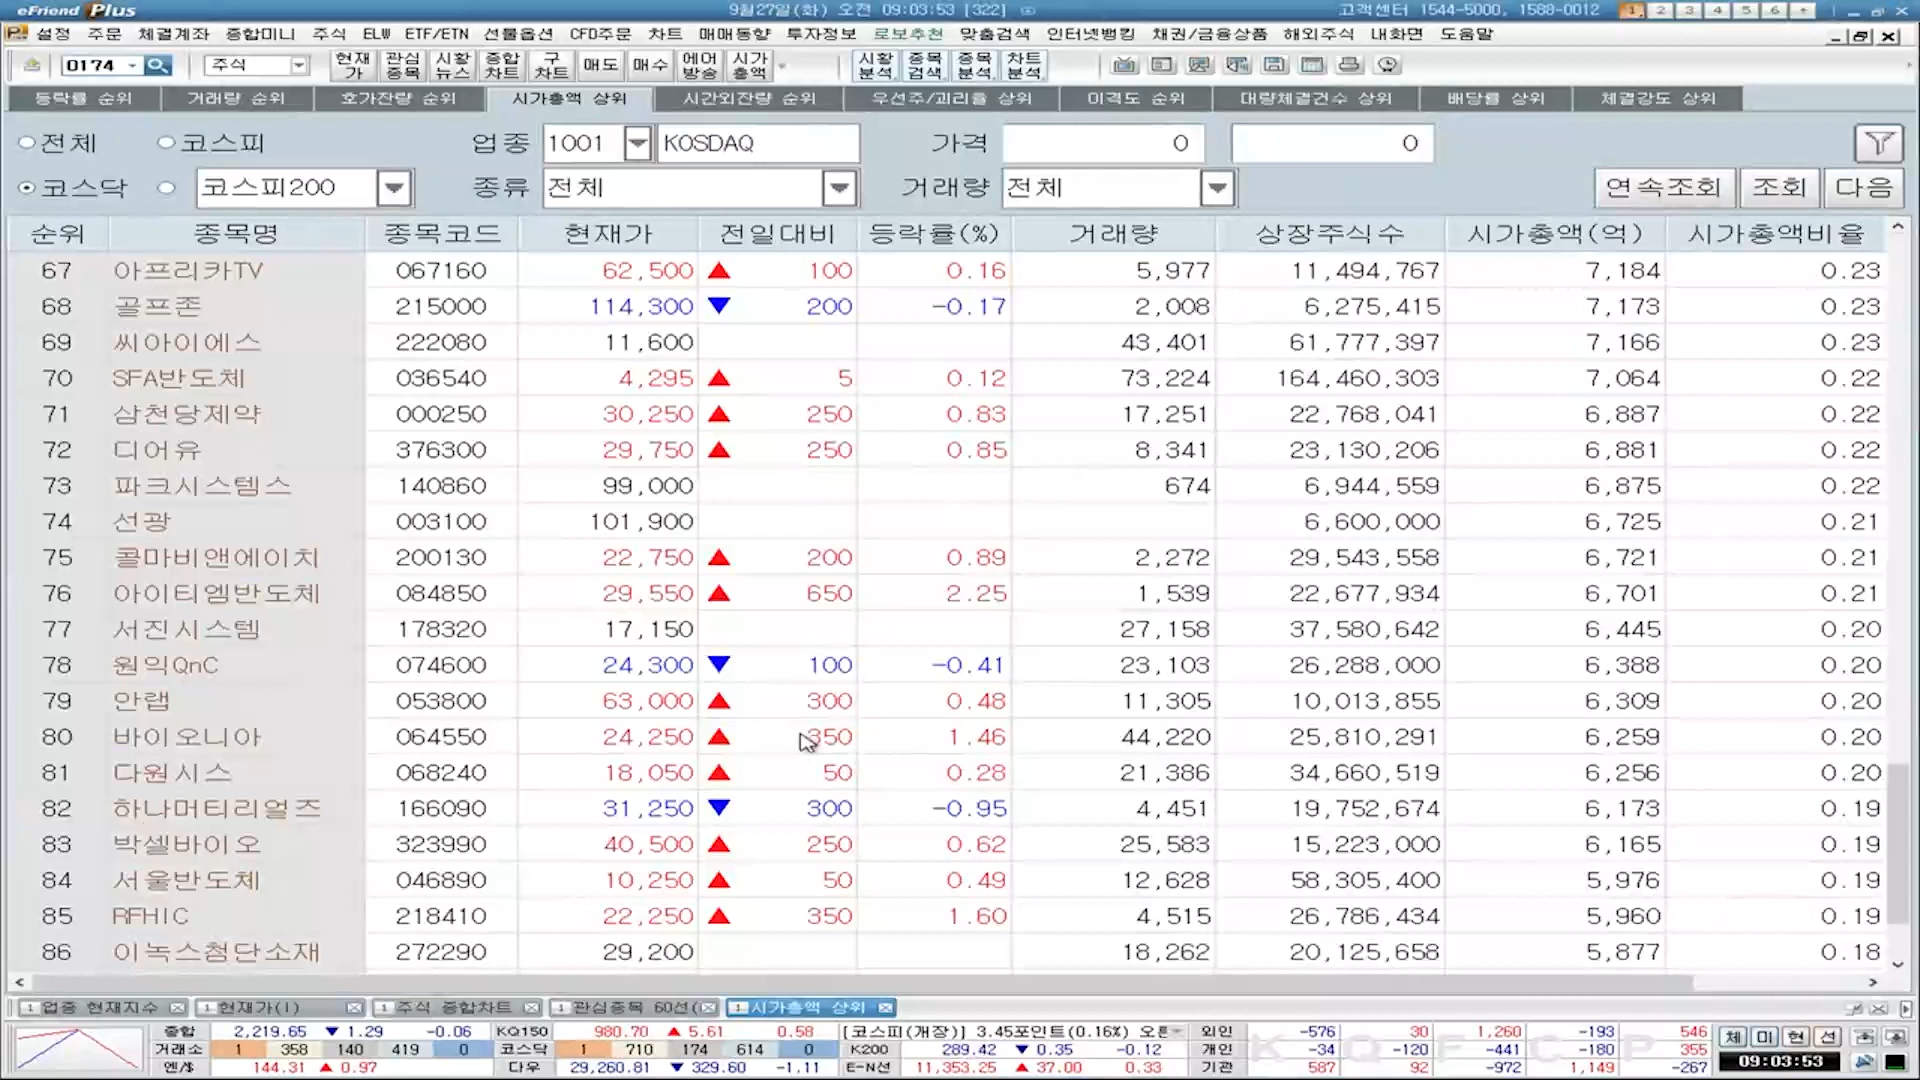 eFriend Plus 9월27일(화) 오전 09:03:53 [322] 고객센터 1544-5000, 1588-0012 1 2 3 4 5 6 +
설정 주문 체결계좌 종합미니 주식 ELW ETF/ETN 선물옵션 CFD주문 차트 매매동향 투자정보 로보추천 맞춤검색 인터넷뱅킹 채권/금융상품 해외주식 내화면 도움말
0174 주식 현재가 관심종목 시황뉴스 종합차트 구차트 매도 매수 에어방송 시가총액 시황분석 종목검색 종목분석 차트분석
등락률 순위 거래량 순위 호가잔량 순위 시가총액 상위 시간외잔량 순위 우선주/괴리율 상위 이격도 순위 대량체결건수 상위 배당률 상위 체결강도 상위
전체 코스피 업종 1001 KOSDAQ 가격 0 0
코스닥 코스피200 종류 전체 거래량 전체 연속조회 조회 다음
순위 종목명 종목코드 현재가 전일대비 등락률(%) 거래량 상장주식수 시가총액(억) 시가총액비율
67 아프리카TV 067160 62,500 ▲ 100 0.16 5,977 11,494,767 7,184 0.23
68 골프존 215000 114,300 ▼ 200 -0.17 2,008 6,275,415 7,173 0.23
69 씨아이에스 222080 11,600 43,401 61,777,397 7,166 0.23
70 SFA반도체 036540 4,295 ▲ 5 0.12 73,224 164,460,303 7,064 0.22
71 삼천당제약 000250 30,250 ▲ 250 0.83 17,251 22,768,041 6,887 0.22
72 디어유 376300 29,750 ▲ 250 0.85 8,341 23,130,206 6,881 0.22
73 파크시스템스 140860 99,000 674 6,944,559 6,875 0.22
74 선광 003100 101,900 6,600,000 6,725 0.21
75 콜마비앤에이치 200130 22,750 ▲ 200 0.89 2,272 29,543,558 6,721 0.21
76 아이티엠반도체 084850 29,550 ▲ 650 2.25 1,539 22,677,934 6,701 0.21
77 서진시스템 178320 17,150 27,158 37,580,642 6,445 0.20
78 원익QnC 074600 24,300 ▼ 100 -0.41 23,103 26,288,000 6,388 0.20
79 안랩 053800 63,000 ▲ 300 0.48 11,305 10,013,855 6,309 0.20
80 바이오니아 064550 24,250 ▲ 350 1.46 44,220 25,810,291 6,259 0.20
81 다원시스 068240 18,050 ▲ 50 0.28 21,386 34,660,519 6,256 0.20
82 하나머티리얼즈 166090 31,250 ▼ 300 -0.95 4,451 19,752,674 6,173 0.19
83 박셀바이오 323990 40,500 ▲ 250 0.62 25,583 15,223,000 6,165 0.19
84 서울반도체 046890 10,250 ▲ 50 0.49 12,628 58,305,400 5,976 0.19
85 RFHIC 218410 22,250 ▲ 350 1.60 4,515 26,786,434 5,960 0.19
86 이녹스첨단소재 272290 29,200 18,262 20,125,658 5,877 0.18
1 업종 현재지수 1 현재가(1) 1 주식 종합차트 1 관심종목 60선( 1 시가총액 상위
종합 2,219.65 ▼ 1.29 -0.06 KQ150 980.70 ▲ 5.61 0.58 [코스피(개장)] 3.45포인트(0.16%) 오른 외인 -576 30 1,260 -193 546 체 미 현 선
거래소 1 358 140 419 0 코스닥 1 710 174 614 0 K200 289.42 ▼ 0.35 -0.12 개인 -34 -120 -441 -180 355
엔/$ 144.31 ▲ 0.97 다우 29,260.81 ▼ 329.60 -1.11 E-N선 11,353.25 ▲ 37.00 0.33 기관 587 92 -972 1,149 -267 09:03:53
K Q F C P